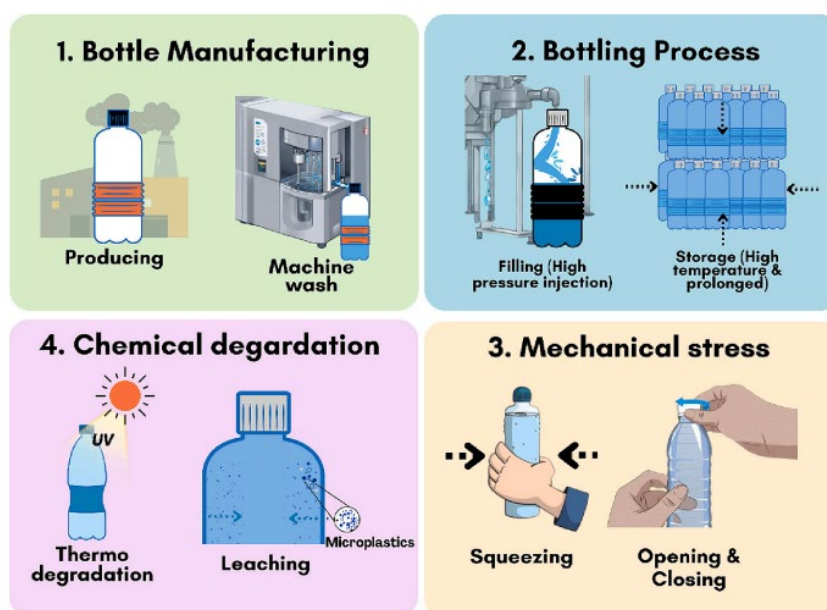 1. Bottle Manufacturing
Producing
Machine
wash
2. Bottling Process
Filling (High
pressure injection)
Storage (High
temperature &
prolonged)
3. Mechanical stress
Squeezing
Opening &
Closing
4. Chemical degardation
UV
Thermo
degradation
Leaching
Microplastics